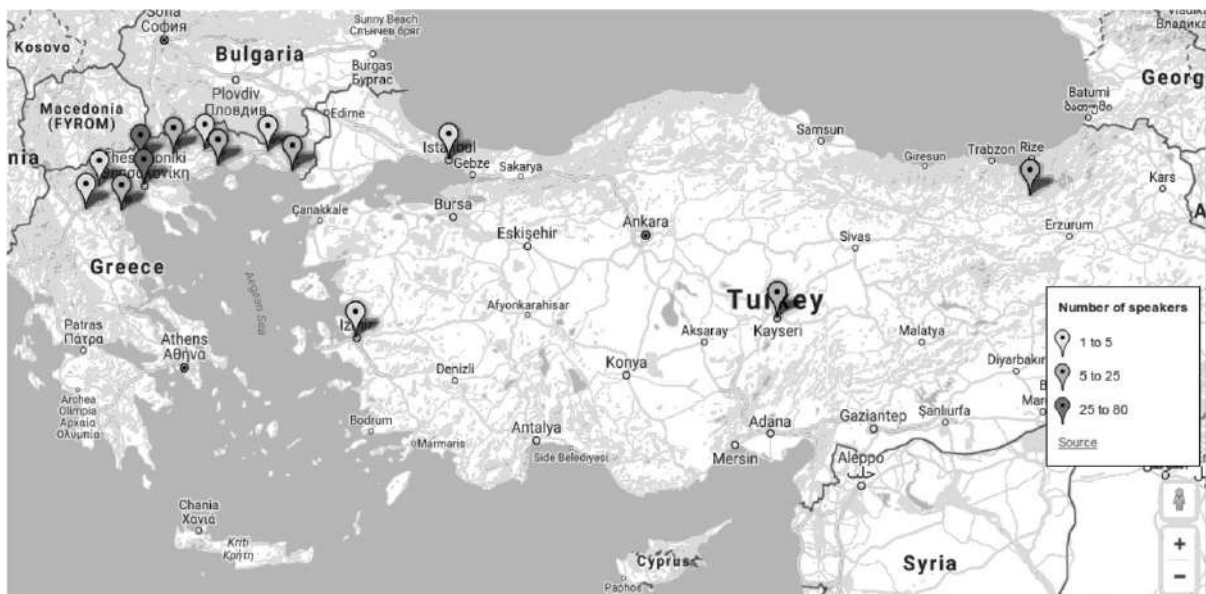 Sofia
София
Sunny Beach
Слънчев бряг
Kosovo
Bulgaria
Burgas
Бургас
Plovdiv
Пловдив
Edirne
Macedonia
(FYROM)
Istanbul
Gebze
Sakarya
Samsun
Giresun
Trabzon
Rize
Batumi
ბათუმი
Georg
Kars
Çanakkale
Bursa
Eskişehir
Ankara
Sivas
Erzurum
Greece
Aegean Sea
Afyonkarahisar
Turkey
Kayseri
Aksaray
Malatya
Diyarbakır
Patras
Πάτρα
Athens
Αθήνα
Denizli
Konya
Archea
Olimpia
Αρχαία
Ολυμπία
Bodrum
Marmaris
Antalya
Side Belediyesi
Adana
Mersin
Gaziantep
Şanlıurfa
Aleppo
حلب
Chania
Χανιά
Kriti
Κρήτη
Cyprus
Paphos
Syria
Number of speakers
1 to 5
5 to 25
25 to 80
Source
+
−